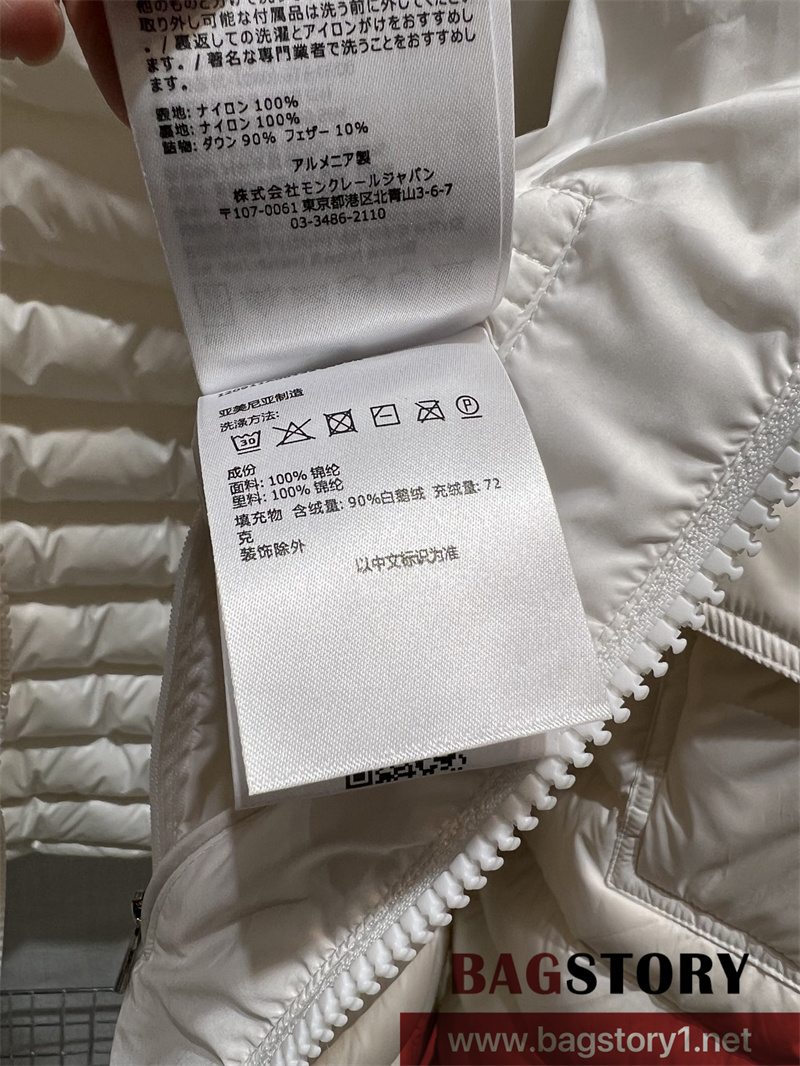 取り外し可能な付属品は洗う前に外してください
。/ 裏返しての洗濯とアイロンがけをおすすめし
ます。/ 著名な専門業者で洗うことをおすすめし
ます。
表地: ナイロン 100%
裏地: ナイロン 100%
詰物: ダウン 90% フェザー 10%
アルメニア製
株式会社モンクレールジャパン
〒107-0061 東京都港区北青山3-6-7
03-3486-2110
亚美尼亚制造
洗涤方法:
30
P
成份
面料: 100% 锦纶
里料: 100% 锦纶
填充物 含绒量: 90%白鹅绒 充绒量: 72
克
装饰除外
以中文标识为准
BAGSTORY
www.bagstory1.net